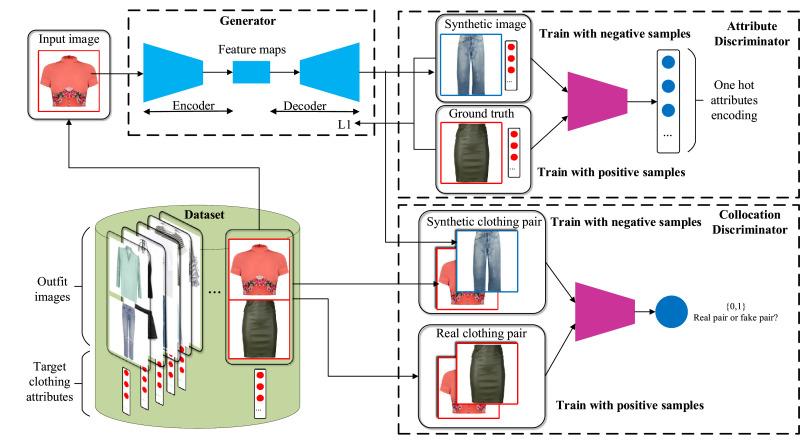 Generator
Input image
Feature maps
Encoder
Decoder
L1
Synthetic image
Train with negative samples
Attribute
Discriminator
Ground truth
...
...
Train with positive samples
...
One hot
attributes
encoding
Dataset
Outfit
images
...
Target
clothing
attributes
...
...
Synthetic clothing pair
Train with negative samples
Collocation
Discriminator
Real clothing pair
{0,1}
Real pair or fake pair?
Train with positive samples